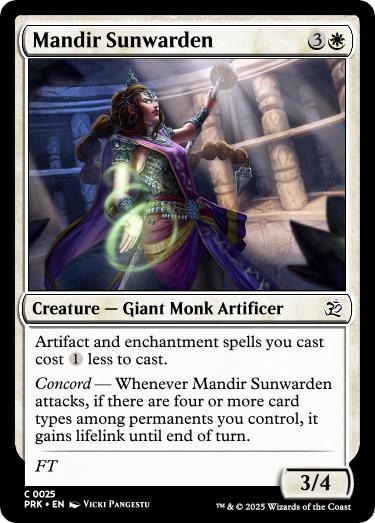 Mandir Sunwarden 3
Creature — Giant Monk Artificer
Artifact and enchantment spells you cast
cost 1 less to cast.
Concord — Whenever Mandir Sunwarden
attacks, if there are four or more card
types among permanents you control, it
gains lifelink until end of turn.
FT
3/4
C 0025
PRK • EN Vicki Pangestu
™ & © 2025 Wizards of the Coast